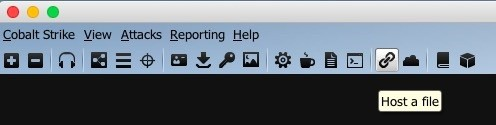 Cobalt Strike View Attacks Reporting Help
Host a file